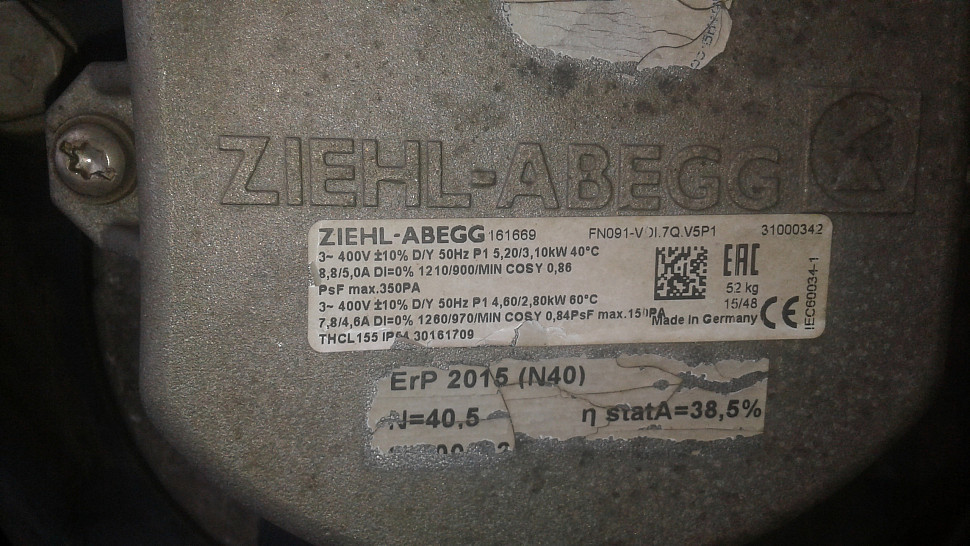 ZIEHL-ABEGG
ZIEHL-ABEGG 161669 FN091- 31000342
3~ 400V ±10% D/Y 50Hz P1 5,20/3,10kW 40°C
8,8/5,0A DI=0% 1210/900/MIN COSY 0,86
PsF max.350PA
EAC
52 kg
15/48
3~ 400V ±10% D/Y 50Hz P1 4,60/2,80kW 60°C
7,8/4,6A DI=0% 1260/970/MIN COSY 0,84PsF max.
Made in Germany
CE
IEC60034-1
THCL155 30161709
ErP 2015 (N40)
N=40,5 η statA=38,5%